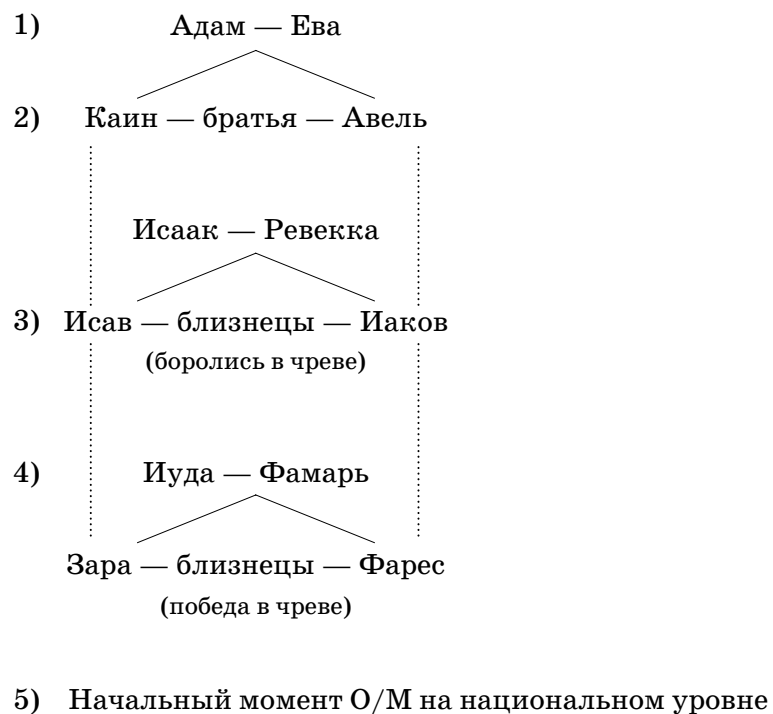 1) Адам — Ева
2) Каин — братья — Авель
Исаак — Ревекка
3) Исав — близнецы — Иаков
(боролись в чреве)
4) Иуда — Фамарь
Зара — близнецы — Фарес
(победа в чреве)
5) Начальный момент О/М на национальном уровне